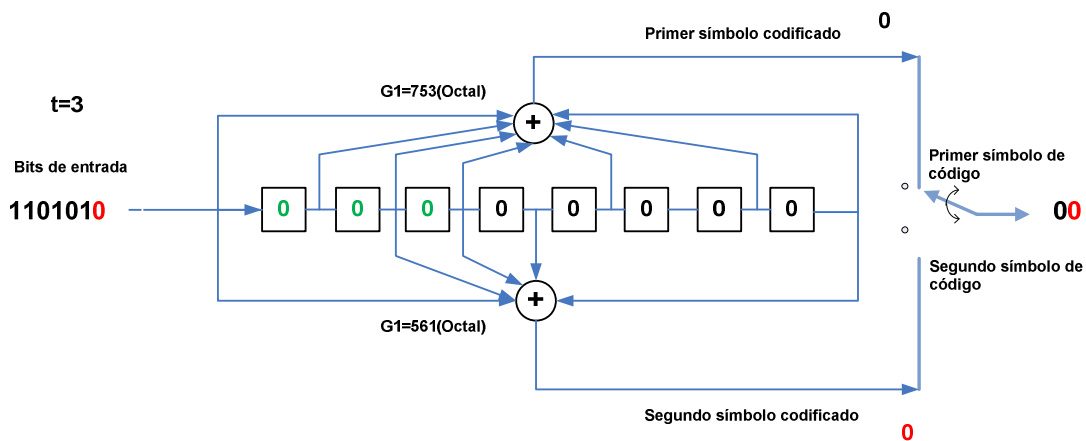 0
Primer símbolo codificado
t=3
G1=753(Octal)
+
Bits de entrada
1101010
0 0 0 0 0 0 0 0
Primer símbolo de
código
00
+
Segundo símbolo de
código
G1=561(Octal)
Segundo símbolo codificado
0